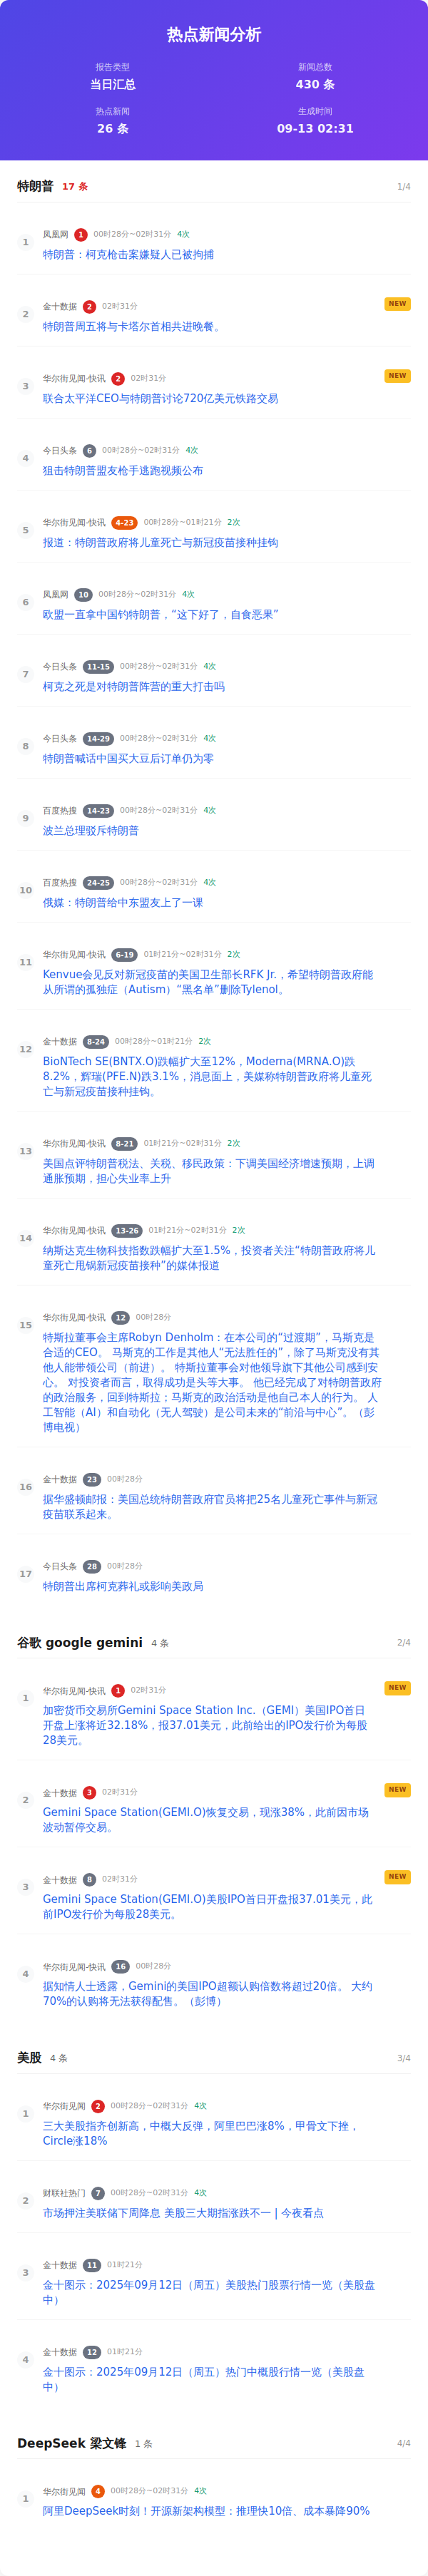 热点新闻分析
报告类型
当日汇总
新闻总数
430 条
热点新闻
26 条
生成时间
09-13 02:31
特朗普 17 条 1/4
1 凤凰网 1 00时28分~02时31分 4次
特朗普：柯克枪击案嫌疑人已被拘捕
2 金十数据 2 02时31分 NEW
特朗普周五将与卡塔尔首相共进晚餐。
3 华尔街见闻-快讯 2 02时31分 NEW
联合太平洋CEO与特朗普讨论720亿美元铁路交易
4 今日头条 6 00时28分~02时31分 4次
狙击特朗普盟友枪手逃跑视频公布
5 华尔街见闻-快讯 4-23 00时28分~01时21分 2次
报道：特朗普政府将儿童死亡与新冠疫苗接种挂钩
6 凤凰网 10 00时28分~02时31分 4次
欧盟一直拿中国钓特朗普，“这下好了，自食恶果”
7 今日头条 11-15 00时28分~02时31分 4次
柯克之死是对特朗普阵营的重大打击吗
8 今日头条 14-29 00时28分~02时31分 4次
特朗普喊话中国买大豆后订单仍为零
9 百度热搜 14-23 00时28分~02时31分 4次
波兰总理驳斥特朗普
10 百度热搜 24-25 00时28分~02时31分 4次
俄媒：特朗普给中东盟友上了一课
11 华尔街见闻-快讯 6-19 01时21分~02时31分 2次
Kenvue会见反对新冠疫苗的美国卫生部长RFK Jr.，希望特朗普政府能
从所谓的孤独症（Autism）“黑名单”删除Tylenol。
12 金十数据 8-24 00时28分~01时21分 2次
BioNTech SE(BNTX.O)跌幅扩大至12%，Moderna(MRNA.O)跌
8.2%，辉瑞(PFE.N)跌3.1%，消息面上，美媒称特朗普政府将儿童死
亡与新冠疫苗接种挂钩。
13 华尔街见闻-快讯 8-21 01时21分~02时31分 2次
美国点评特朗普税法、关税、移民政策：下调美国经济增速预期，上调
通胀预期，担心失业率上升
14 华尔街见闻-快讯 13-26 01时21分~02时31分 2次
纳斯达克生物科技指数跌幅扩大至1.5%，投资者关注“特朗普政府将儿
童死亡甩锅新冠疫苗接种”的媒体报道
15 华尔街见闻-快讯 12 00时28分
特斯拉董事会主席Robyn Denholm：在本公司的“过渡期”，马斯克是
合适的CEO。 马斯克的工作是其他人“无法胜任的”，除了马斯克没有其
他人能带领公司（前进）。 特斯拉董事会对他领导旗下其他公司感到安
心。 对投资者而言，取得成功是头等大事。 他已经完成了对特朗普政府
的政治服务，回到特斯拉；马斯克的政治活动是他自己本人的行为。 人
工智能（AI）和自动化（无人驾驶）是公司未来的“前沿与中心”。（彭
博电视）
16 金十数据 23 00时28分
据华盛顿邮报：美国总统特朗普政府官员将把25名儿童死亡事件与新冠
疫苗联系起来。
17 今日头条 28 00时28分
特朗普出席柯克葬礼或影响美政局
谷歌 google gemini 4 条 2/4
1 华尔街见闻-快讯 1 02时31分 NEW
加密货币交易所Gemini Space Station Inc.（GEMI）美国IPO首日
开盘上涨将近32.18%，报37.01美元，此前给出的IPO发行价为每股
28美元。
2 金十数据 3 02时31分 NEW
Gemini Space Station(GEMI.O)恢复交易，现涨38%，此前因市场
波动暂停交易。
3 金十数据 8 02时31分 NEW
Gemini Space Station(GEMI.O)美股IPO首日开盘报37.01美元，此
前IPO发行价为每股28美元。
4 华尔街见闻-快讯 16 00时28分
据知情人士透露，Gemini的美国IPO超额认购倍数将超过20倍。 大约
70%的认购将无法获得配售。（彭博）
美股 4 条 3/4
1 华尔街见闻 2 00时28分~02时31分 4次
三大美股指齐创新高，中概大反弹，阿里巴巴涨8%，甲骨文下挫，
Circle涨18%
2 财联社热门 7 00时28分~02时31分 4次
市场押注美联储下周降息 美股三大期指涨跌不一 | 今夜看点
3 金十数据 11 01时21分
金十图示：2025年09月12日（周五）美股热门股票行情一览（美股盘
中）
4 金十数据 12 01时21分
金十图示：2025年09月12日（周五）热门中概股行情一览（美股盘
中）
DeepSeek 梁文锋 1 条 4/4
1 华尔街见闻 4 00时28分~02时31分 4次
阿里DeepSeek时刻！开源新架构模型：推理快10倍、成本暴降90%